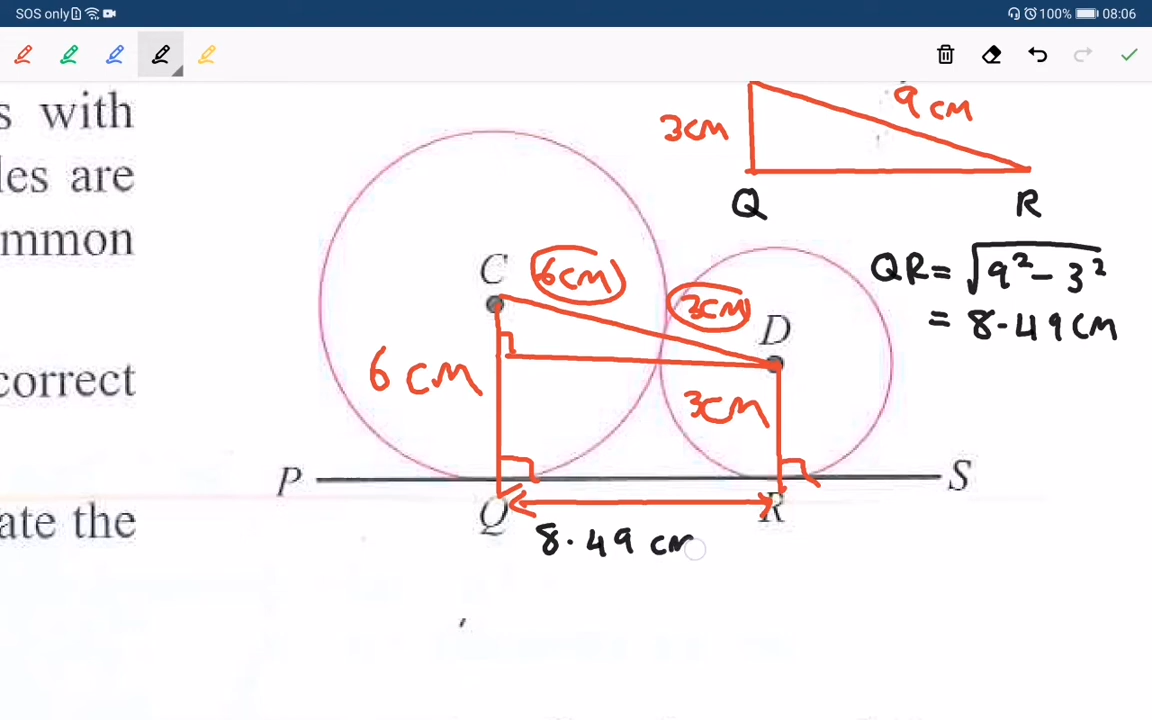 SOS only 100% 08:06
s with
les are
mmon
correct
ate the
9 cm
3cm
Q R
QR = √9² - 3²
= 8.49 cm
C 6cm
3cm
D
6 cm
3cm
P S
Q R
8.49 cm